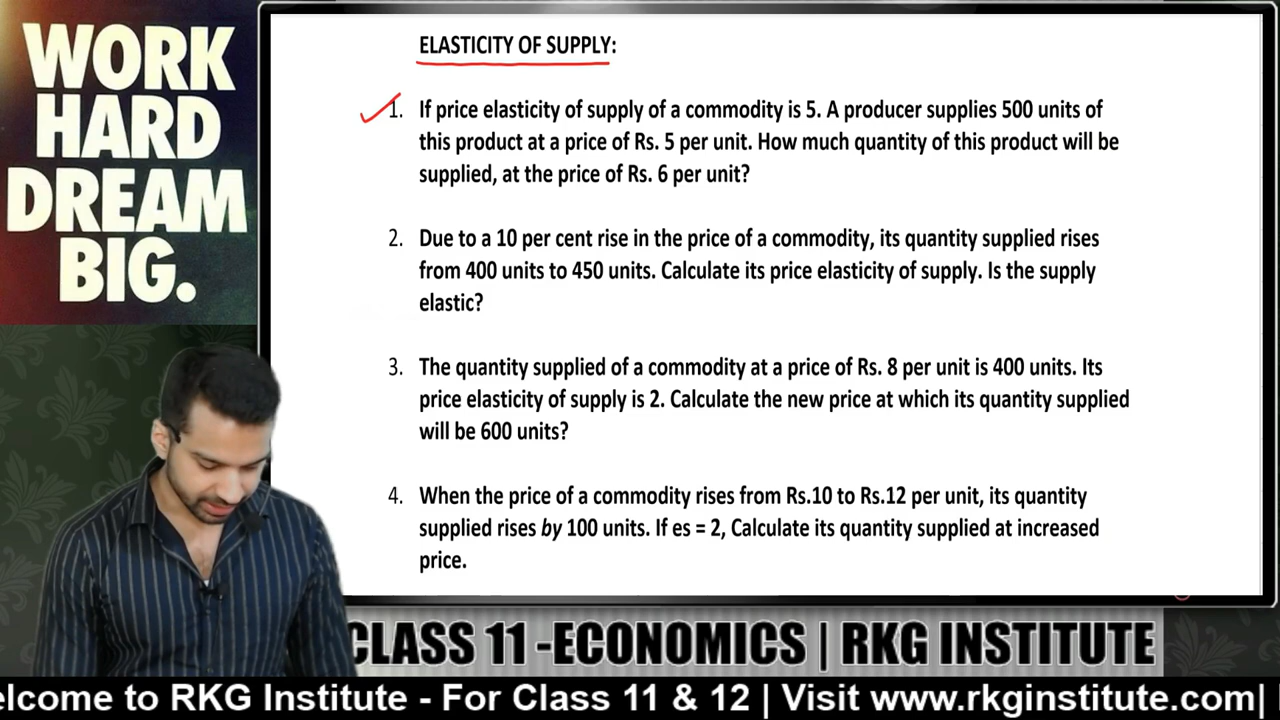 WORK
HARD
DREAM
BIG.
ELASTICITY OF SUPPLY:
1. If price elasticity of supply of a commodity is 5. A producer supplies 500 units of
this product at a price of Rs. 5 per unit. How much quantity of this product will be
supplied, at the price of Rs. 6 per unit?
2. Due to a 10 per cent rise in the price of a commodity, its quantity supplied rises
from 400 units to 450 units. Calculate its price elasticity of supply. Is the supply
elastic?
3. The quantity supplied of a commodity at a price of Rs. 8 per unit is 400 units. Its
price elasticity of supply is 2. Calculate the new price at which its quantity supplied
will be 600 units?
4. When the price of a commodity rises from Rs.10 to Rs.12 per unit, its quantity
supplied rises by 100 units. If es = 2, Calculate its quantity supplied at increased
price.
CLASS 11 -ECONOMICS | RKG INSTITUTE
elcome to RKG Institute - For Class 11 & 12 | Visit www.rkginstitute.com|